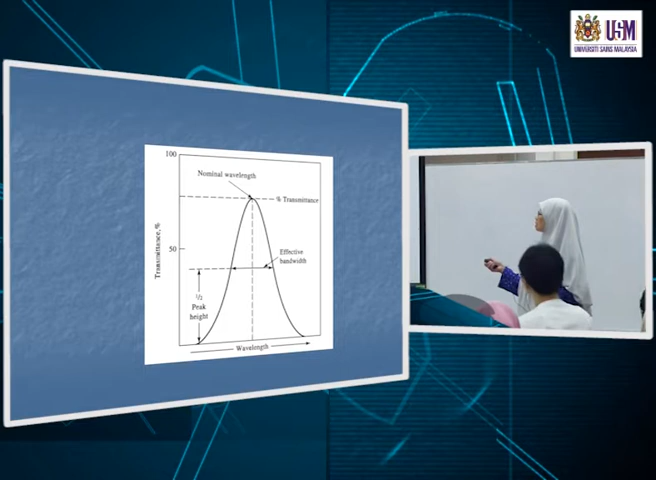 USM
UNIVERSITI SAINS MALAYSIA
100
Nominal wavelength
% Transmittance
Transmittance, %
50
Effective
bandwidth
½
Peak
height
Wavelength